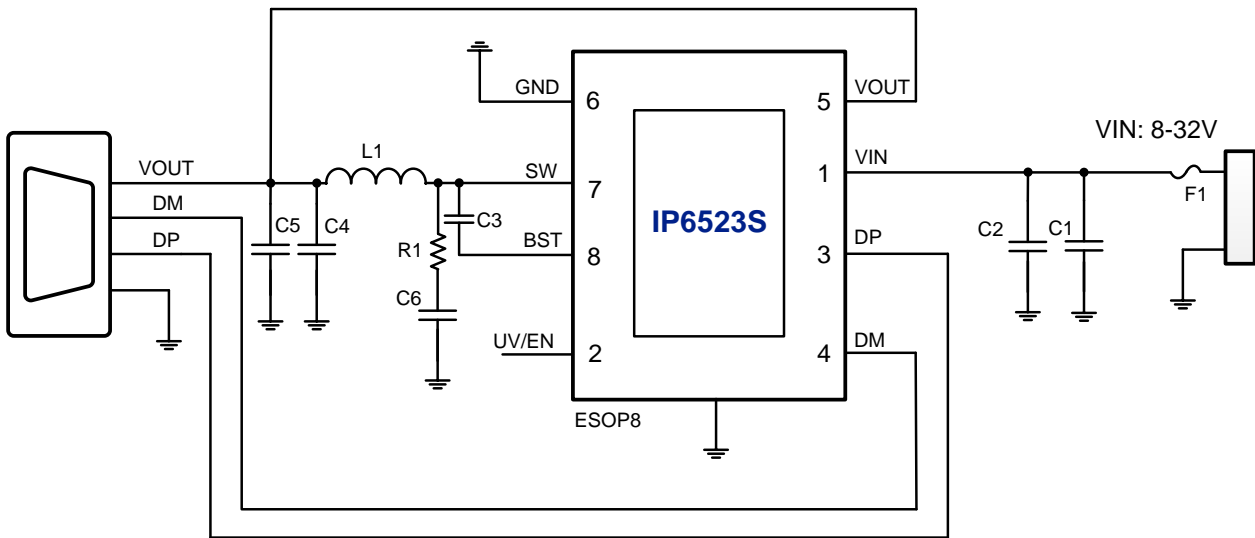 GND
6
5
VOUT
VIN: 8-32V
L1
VOUT
SW
7
1
VIN
F1
DM
C5
C4
C3
IP6523S
C2
C1
DP
R1
BST
8
3
DP
C6
UV/EN
2
4
DM
ESOP8